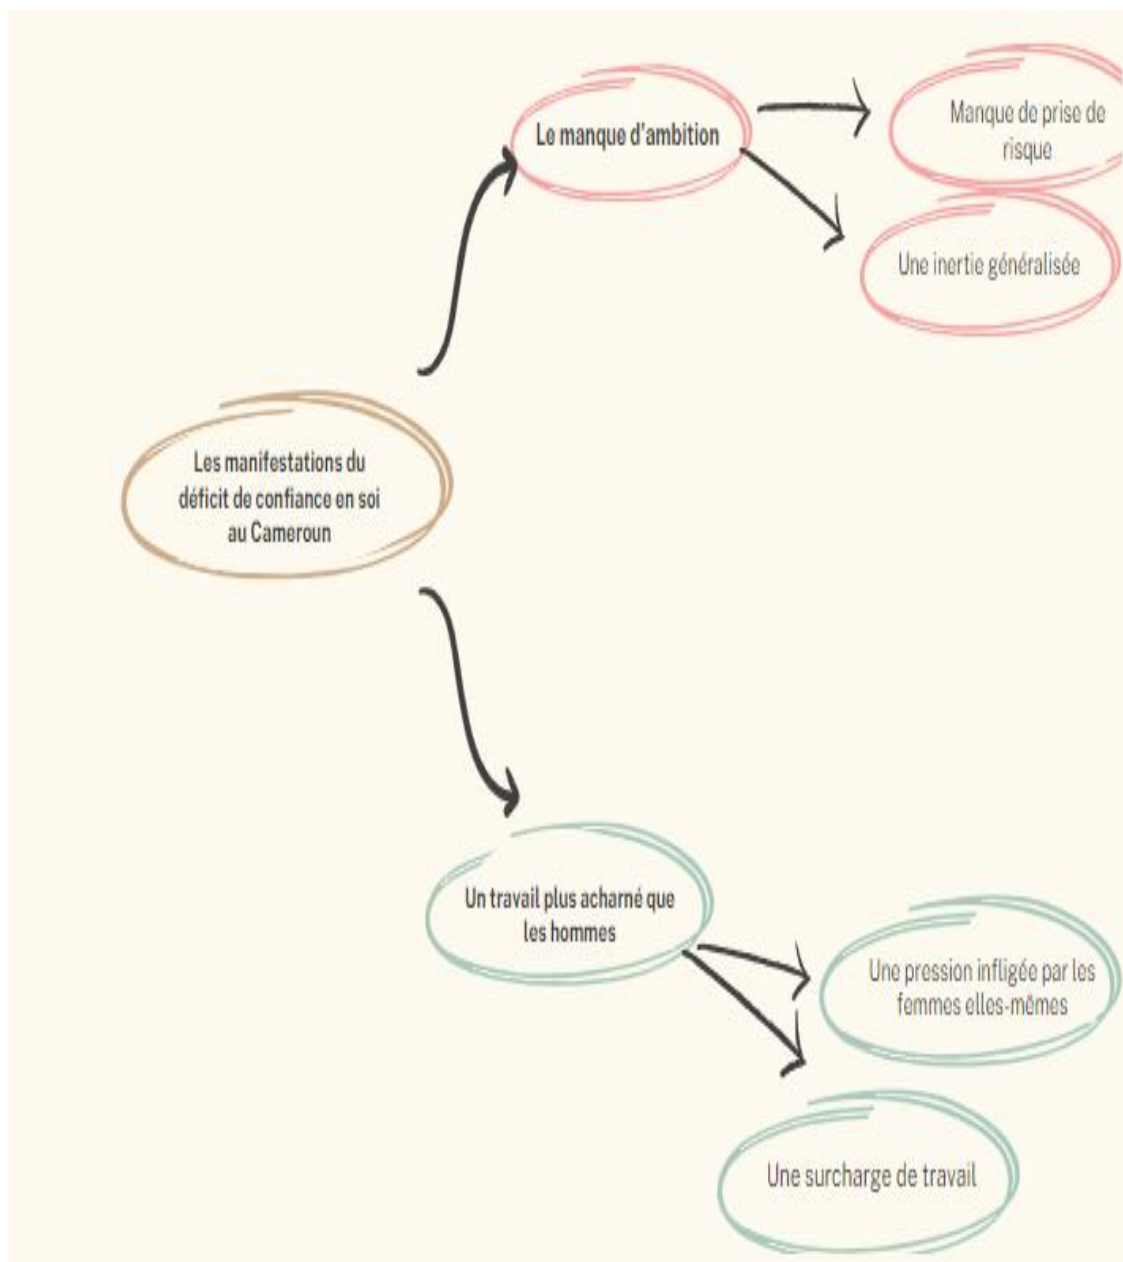 Le manque d'ambition
Manque de prise de
risque
Une inertie généralisée
Les manifestations du
déficit de confiance en soi
au Cameroun
Un travail plus acharné que
les hommes
Une pression infligée par les
femmes elles-mêmes
Une surcharge de travail